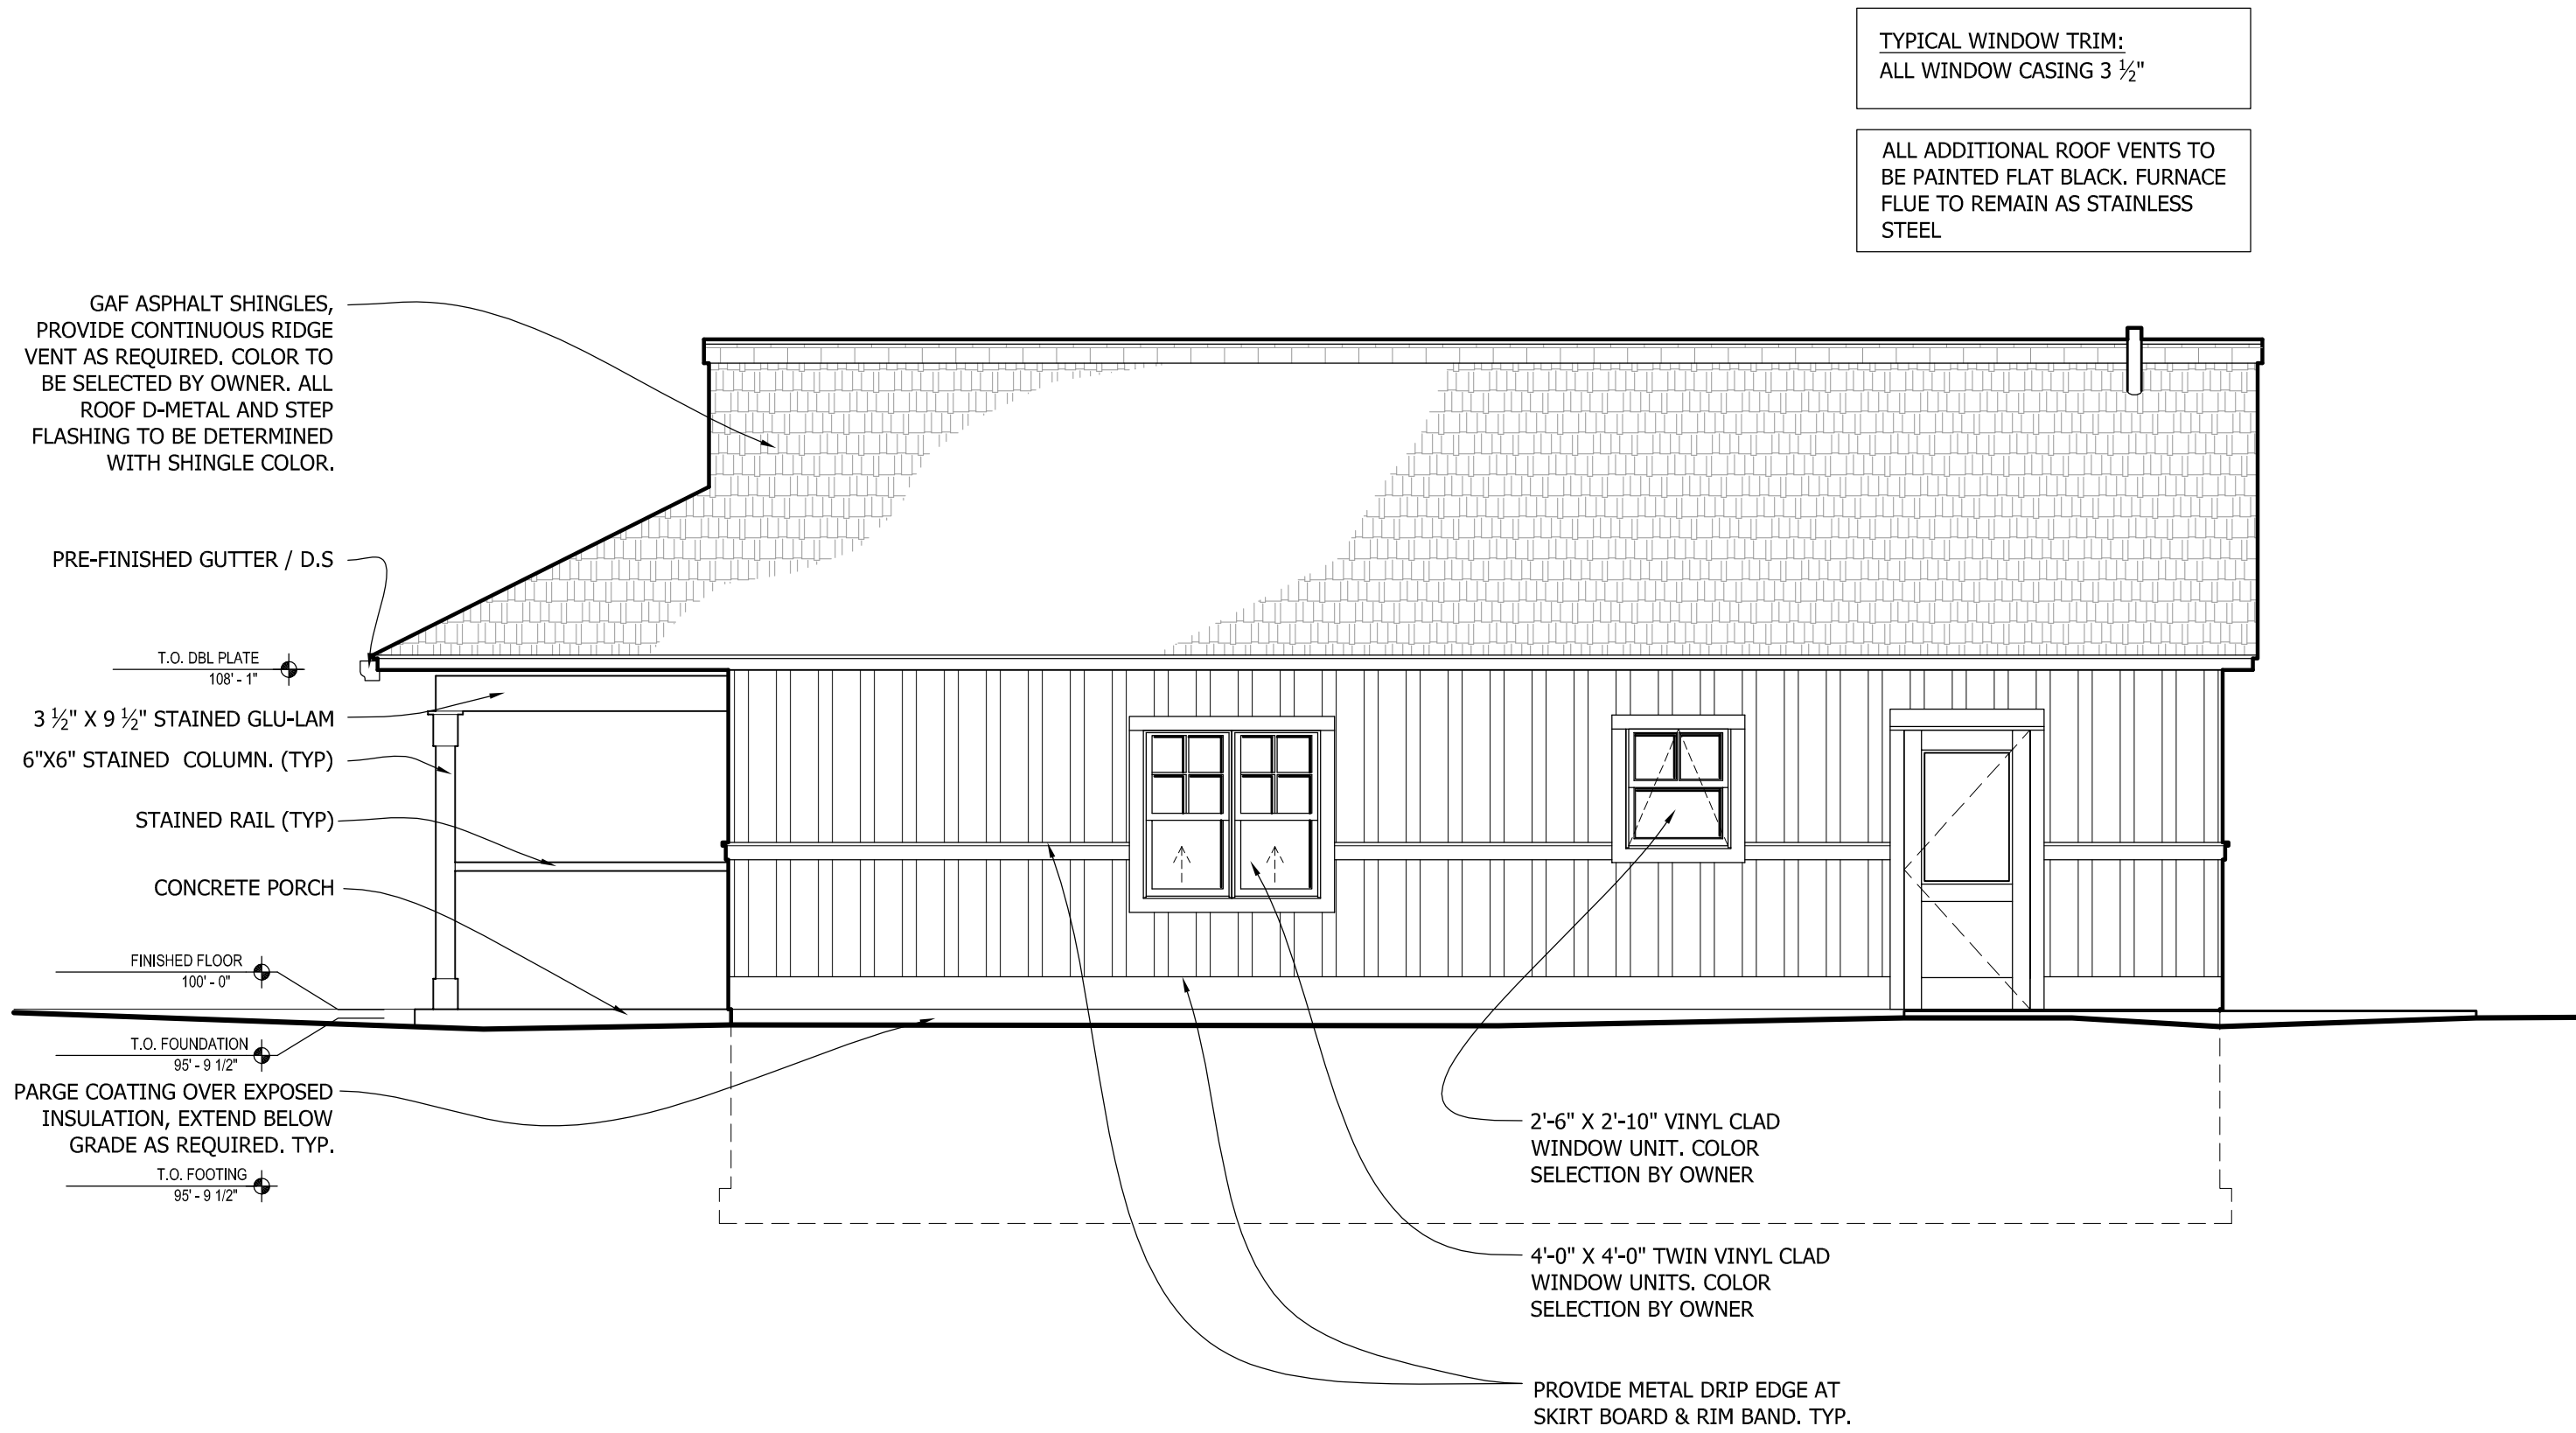 TYPICAL WINDOW TRIM:
ALL WINDOW CASING 3 ½"
ALL ADDITIONAL ROOF VENTS TO
BE PAINTED FLAT BLACK. FURNACE
FLUE TO REMAIN AS STAINLESS
STEEL
GAF ASPHALT SHINGLES,
PROVIDE CONTINUOUS RIDGE
VENT AS REQUIRED. COLOR TO
BE SELECTED BY OWNER. ALL
ROOF D-METAL AND STEP
FLASHING TO BE DETERMINED
WITH SHINGLE COLOR.
PRE-FINISHED GUTTER / D.S
T.O. DBL PLATE
108' - 1"
3 ½" X 9 ½" STAINED GLU-LAM
6"X6" STAINED COLUMN. (TYP)
STAINED RAIL (TYP)
CONCRETE PORCH
FINISHED FLOOR
100' - 0"
T.O. FOUNDATION
95' - 9 1/2"
PARGE COATING OVER EXPOSED
INSULATION, EXTEND BELOW
GRADE AS REQUIRED. TYP.
T.O. FOOTING
95' - 9 1/2"
2'-6" X 2'-10" VINYL CLAD
WINDOW UNIT. COLOR
SELECTION BY OWNER
4'-0" X 4'-0" TWIN VINYL CLAD
WINDOW UNITS. COLOR
SELECTION BY OWNER
PROVIDE METAL DRIP EDGE AT
SKIRT BOARD & RIM BAND. TYP.